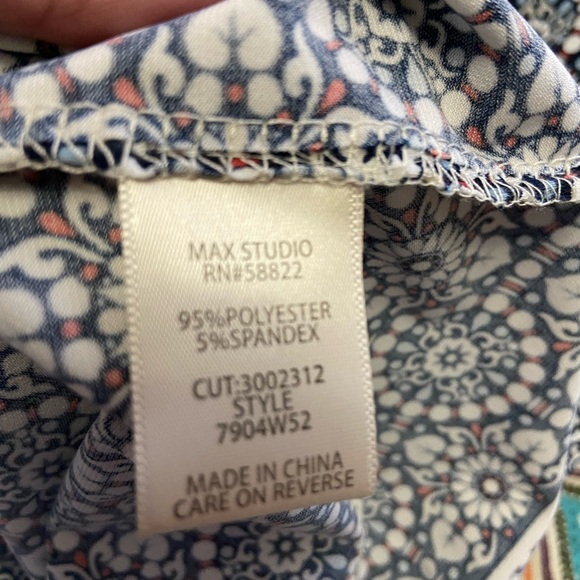 MAX STUDIO
RN#58822
95%POLYESTER
5%SPANDEX
CUT:3002312
STYLE
7904W52
MADE IN CHINA
CARE ON REVERSE